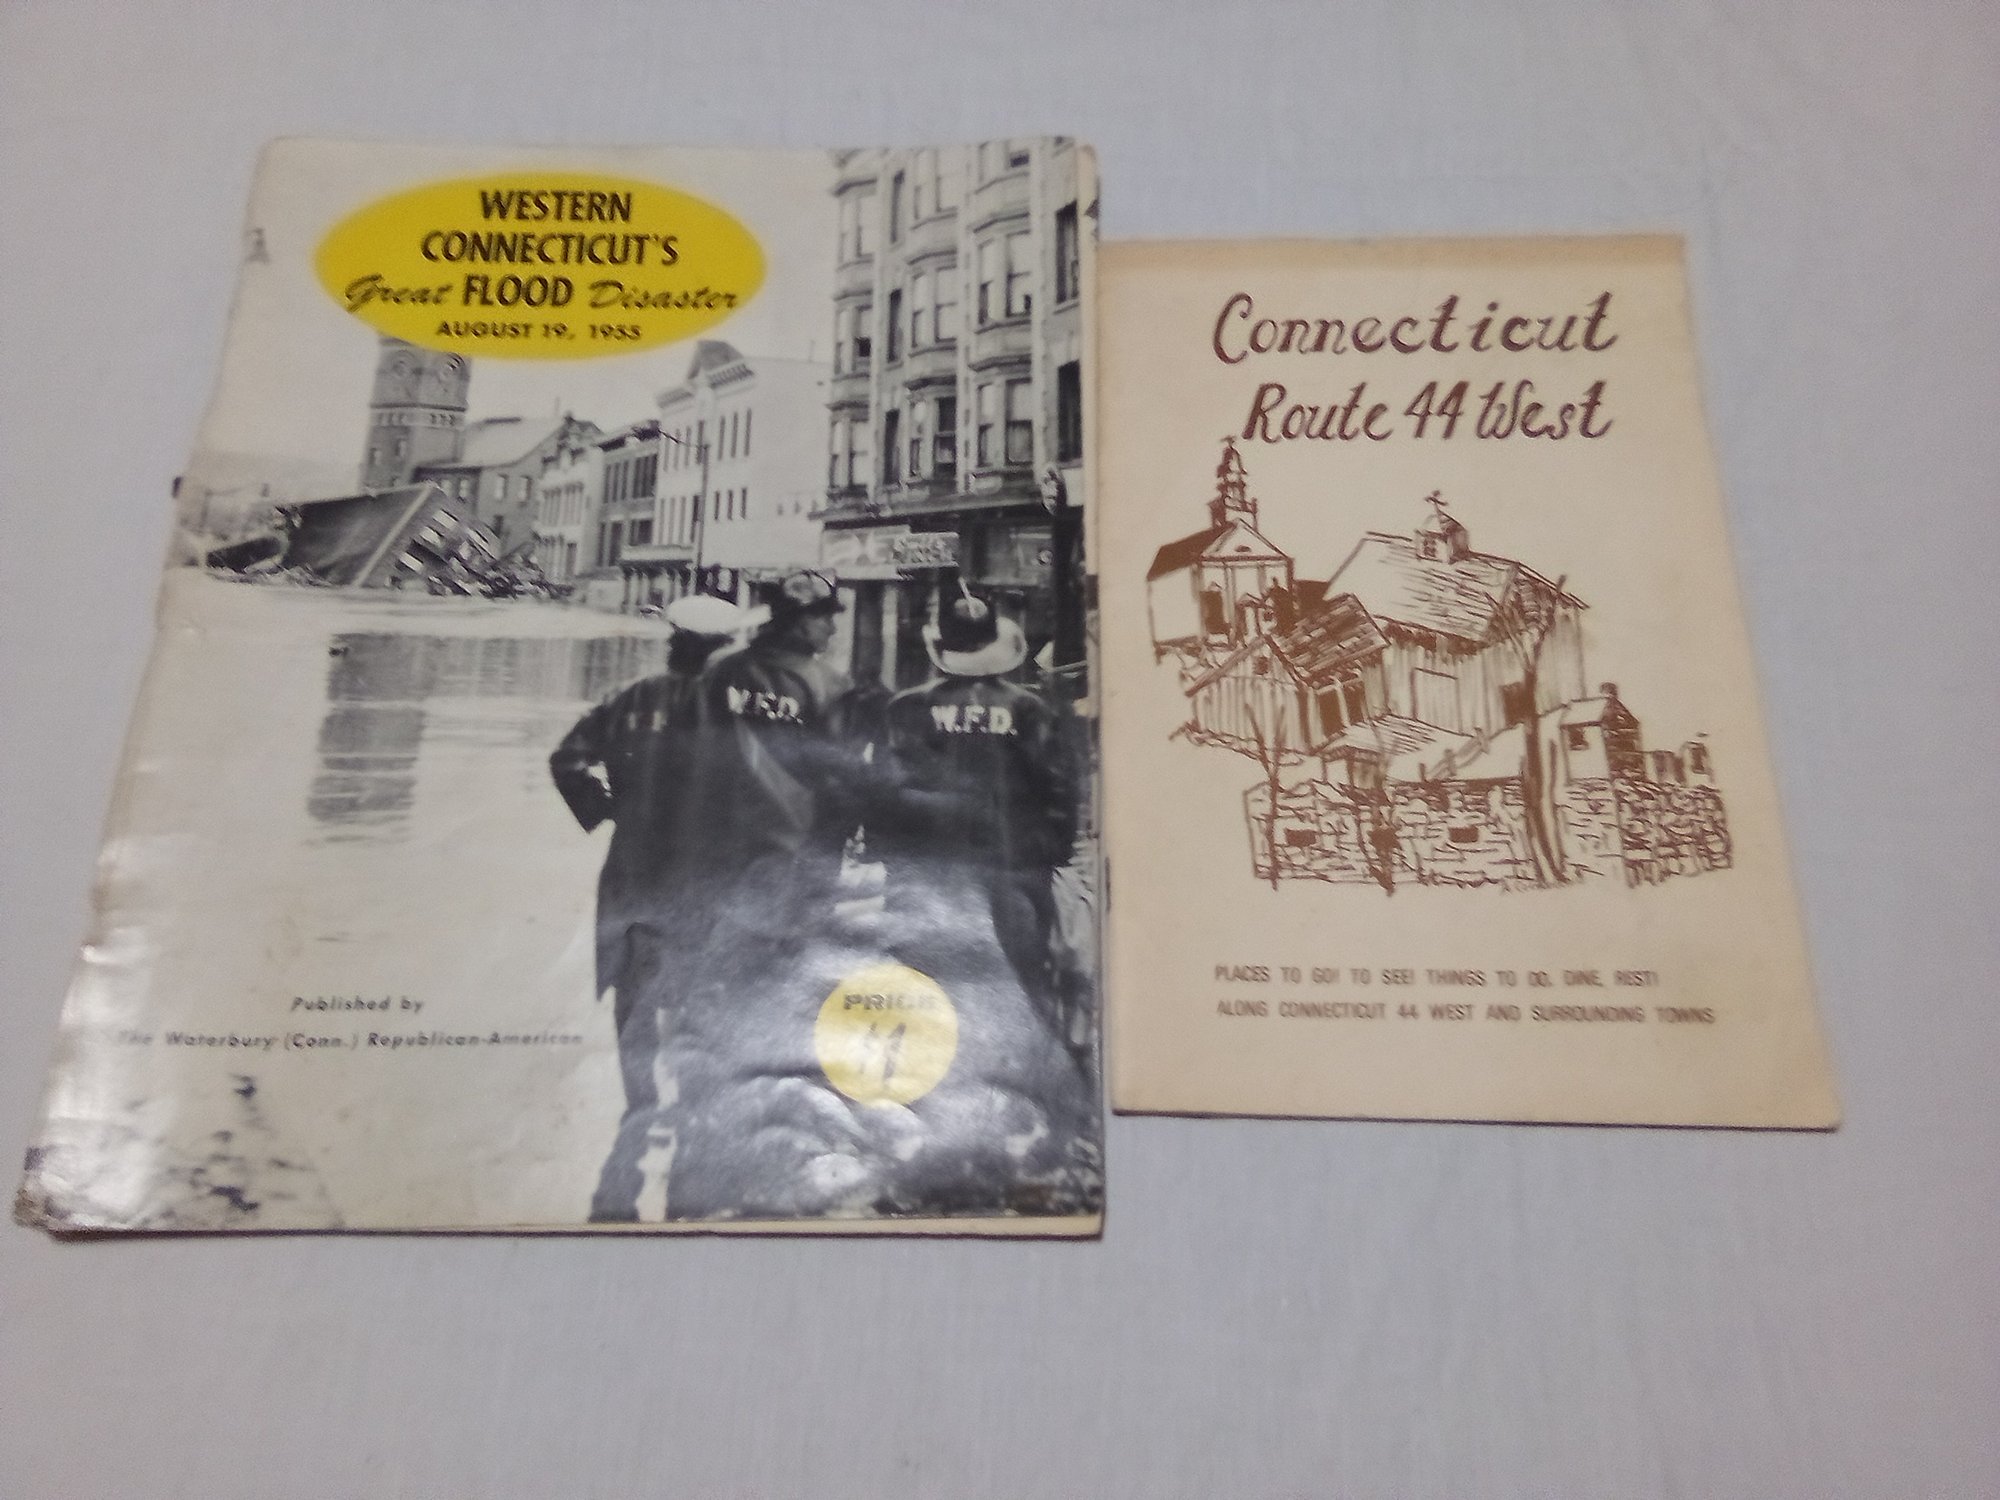 WESTERN
CONNECTICUT'S
Great FLOOD Disaster
AUGUST 19, 1955
W.F.D.
W.F.D.
Published by
The Waterbury (Conn.) Republican-American
PRICE
$1
Connecticut
Route 44 West
PLACES TO GO! TO SEE! THINGS TO DO, DINE, REST!
ALONG CONNECTICUT 44 WEST AND SURROUNDING TOWNS